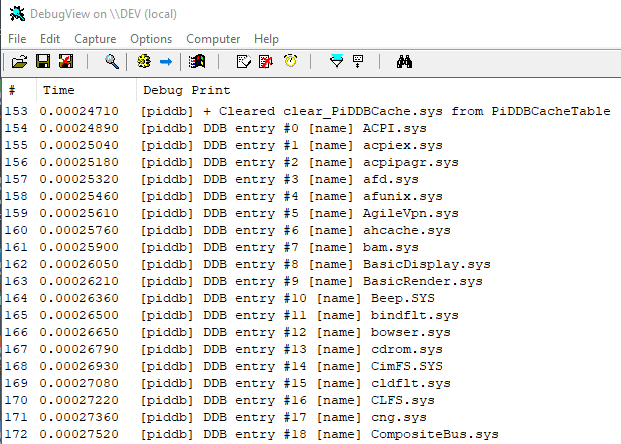 DebugView on \\DEV (local)
File Edit Capture Options Computer Help
# Time Debug Print
153 0.00024710 [piddb] + Cleared clear_PiDDBCache.sys from PiDDBCacheTable
154 0.00024890 [piddb] DDB entry #0 [name] ACPI.sys
155 0.00025040 [piddb] DDB entry #1 [name] acpiex.sys
156 0.00025180 [piddb] DDB entry #2 [name] acpipagr.sys
157 0.00025320 [piddb] DDB entry #3 [name] afd.sys
158 0.00025460 [piddb] DDB entry #4 [name] afunix.sys
159 0.00025610 [piddb] DDB entry #5 [name] AgileVpn.sys
160 0.00025760 [piddb] DDB entry #6 [name] ahcache.sys
161 0.00025900 [piddb] DDB entry #7 [name] bam.sys
162 0.00026050 [piddb] DDB entry #8 [name] BasicDisplay.sys
163 0.00026210 [piddb] DDB entry #9 [name] BasicRender.sys
164 0.00026360 [piddb] DDB entry #10 [name] Beep.SYS
165 0.00026500 [piddb] DDB entry #11 [name] bindflt.sys
166 0.00026650 [piddb] DDB entry #12 [name] bowser.sys
167 0.00026790 [piddb] DDB entry #13 [name] cdrom.sys
168 0.00026930 [piddb] DDB entry #14 [name] CimFS.SYS
169 0.00027080 [piddb] DDB entry #15 [name] cldflt.sys
170 0.00027220 [piddb] DDB entry #16 [name] CLFS.sys
171 0.00027360 [piddb] DDB entry #17 [name] cng.sys
172 0.00027520 [piddb] DDB entry #18 [name] CompositeBus.sys